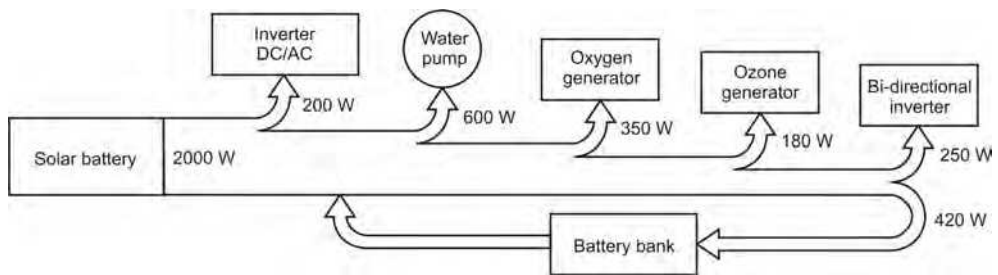 Inverter
DC/AC
Water
pump
Oxygen
generator
Ozone
generator
Bi-directional
inverter
200 W
600 W
350 W
180 W
250 W
Solar battery
2000 W
420 W
Battery bank